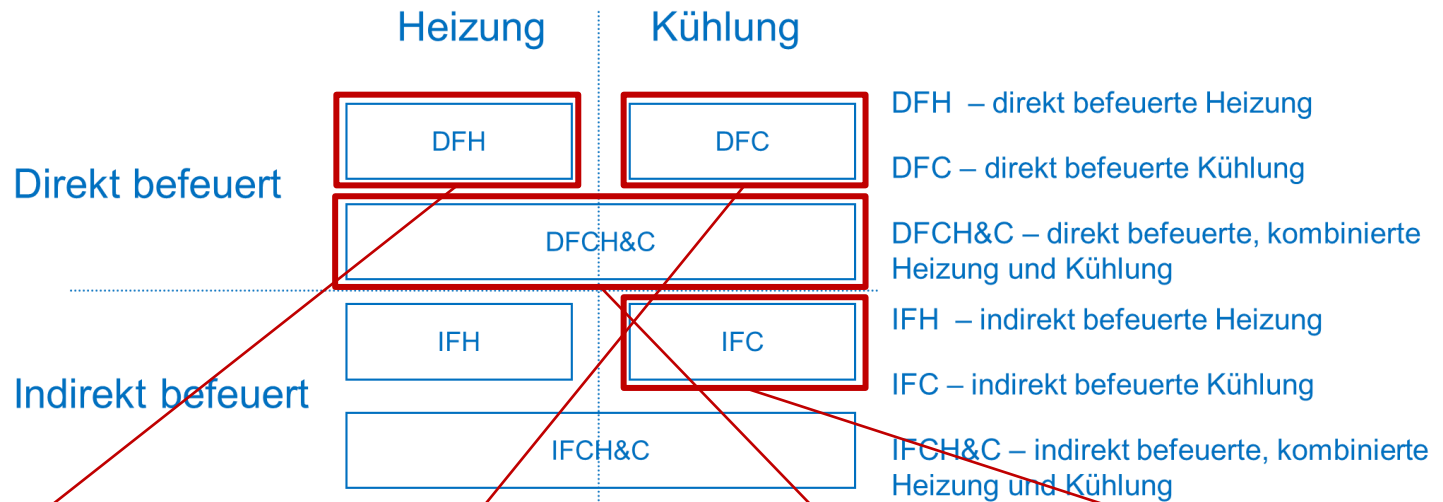 Heizung
Kühlung
Direkt befeuert
DFH
DFC
DFCH&C
Indirekt befeuert
IFH
IFC
IFCH&C
DFH – direkt befeuerte Heizung
DFC – direkt befeuerte Kühlung
DFCH&C – direkt befeuerte, kombinierte
Heizung und Kühlung
IFH – indirekt befeuerte Heizung
IFC – indirekt befeuerte Kühlung
IFCH&C – indirekt befeuerte, kombinierte
Heizung und Kühlung